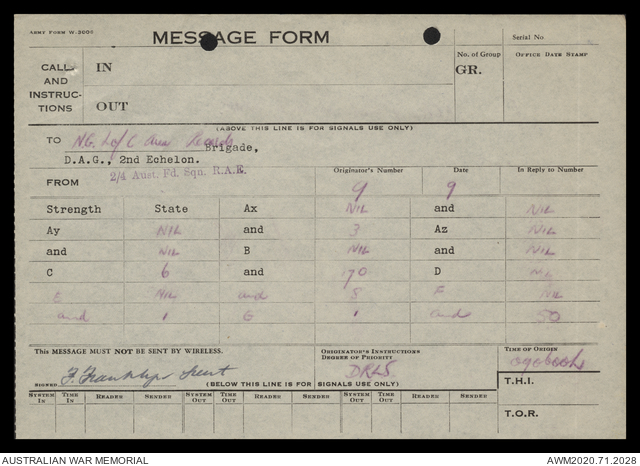 ARMY FORM W.3008
MESSAGE FORM
Serial No
CALL AND INSTRUCTIONS
IN
OUT
No. of Group
GR.
OFFICE DATE STAMP
(ABOVE THIS LINE IS FOR SIGNALS USE ONLY)
TO N.G. L of C Area Records Brigade,
D.A.G., 2nd Echelon.
FROM 2/4 Aust. Fd. Sqn. R.A.E.
Originator's Number Date In Reply to Number
9 9
Strength State Ax NIL and NIL
Ay NIL and 3 Az NIL
and NIL B NIL and NIL
C 6 and 170 D NIL
E NIL and 8 F NIL
and 1 G 1 and 50
This MESSAGE MUST NOT BE SENT BY WIRELESS.
ORIGINATOR'S INSTRUCTIONS DEGREE OF PRIORITY
DRLS
TIME OF ORIGIN
SIGNED Lieut
(BELOW THIS LINE IS FOR SIGNALS USE ONLY)
T.H.I.
SYSTEM IN TIME IN READER SENDER SYSTEM OUT TIME OUT READER SENDER SYSTEM OUT TIME OUT READER SENDER
T.O.R.
AUSTRALIAN WAR MEMORIAL AWM2020.71.2028